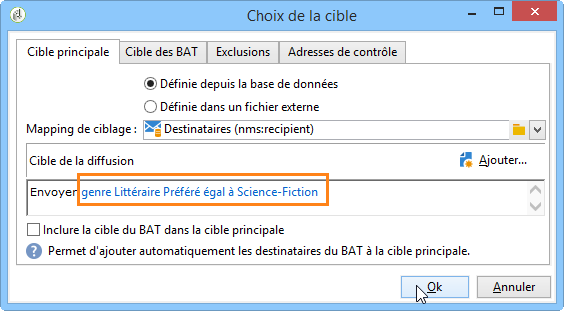 Choix de la cible
Cible principale Cible des BAT Exclusions Adresses de contrôle
Définie depuis la base de données
Définie dans un fichier externe
Mapping de ciblage : Destinataires (nms:recipient)
Cible de la diffusion Ajouter...
Envoyer genre Littéraire Préféré égal à Science-Fiction
Inclure la cible du BAT dans la cible principale
Permet d'ajouter automatiquement les destinataires du BAT à la cible principale.
Ok Annuler